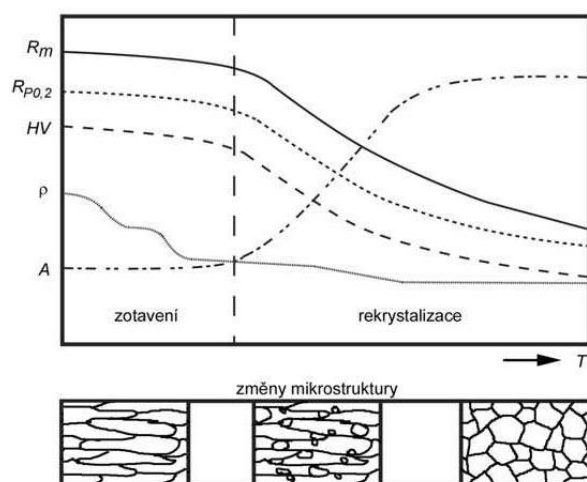 Rm
RP0,2
HV
ρ
A
zotavení
rekrystalizace
T
změny mikrostruktury